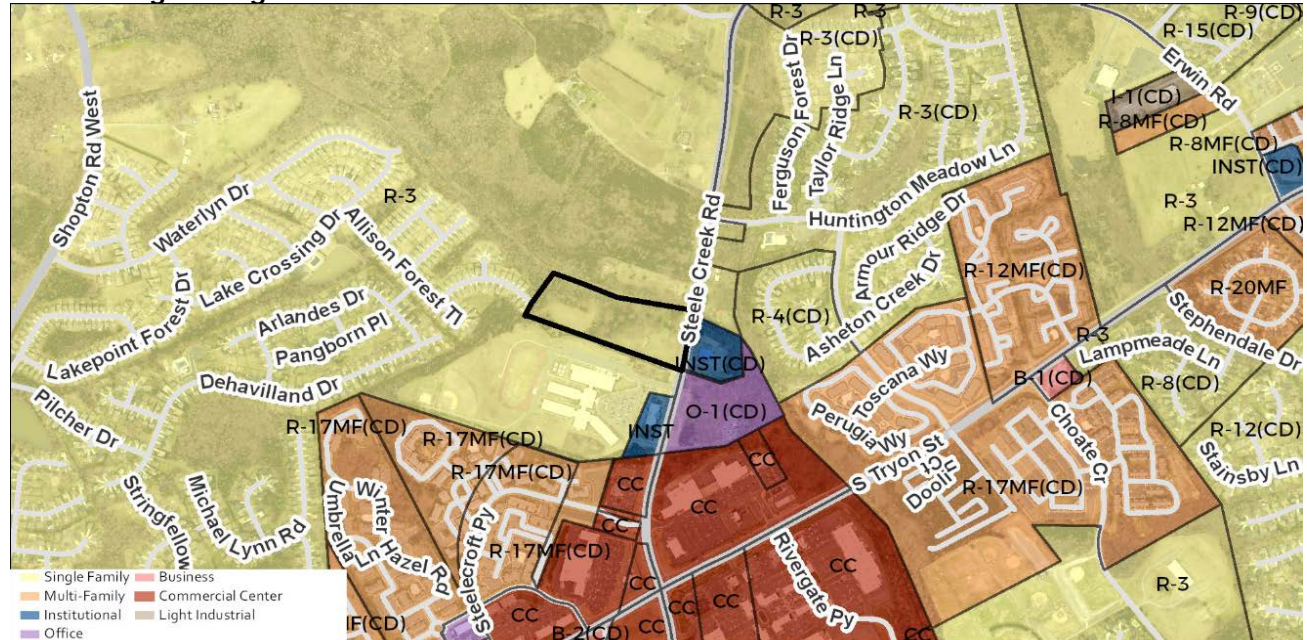 R-3
R-3
R-9(CD)
R-3(CD)
R-15(CD)
Erwin Rd
Shopton Rd West
Ferguson Forest Dr
Taylor Ridge Ln
R-3(CD)
I-1(CD)
R-8MF(CD)
R-8MF(CD)
INST(CD)
Huntington Meadow Ln
R-3
R-3
R-12MF(CD)
Waterlyn Dr
Lake Crossing Dr
Allison Forest Tl
Steele Creek Rd
Armour Ridge Dr
R-12MF(CD)
R-20MF
Lakepoint Forest Dr
Arlandes Dr
Pangborn Pl
R-4(CD)
Asheton Creek Dr
Stephendale Dr
R-3
Lampmeade Ln
Dehavilland Dr
INST(CD)
B-1(CD)
R-8(CD)
Pilcher Dr
Toscana Wy
Perugia Wy
O-1(CD)
INST
Choate Cr
R-12(CD)
Stainsby Ln
R-17MF(CD)
R-17MF(CD)
R-17MF(CD)
S Tryon St
Doolin Ct
R-17MF(CD)
CC
CC
CC
CC
Stringfellow
Michael Lynn Rd
Umbrella Ln
Winter Hazel Rd
Steelecroft Py
R-17MF(CD)
Rivergate Py
CC
CC
CC
R-3
Single Family
Business
Multi-Family
Commercial Center
Institutional
Light Industrial
Office
MF(CD)
CC
B-2(CD)
CC
CC